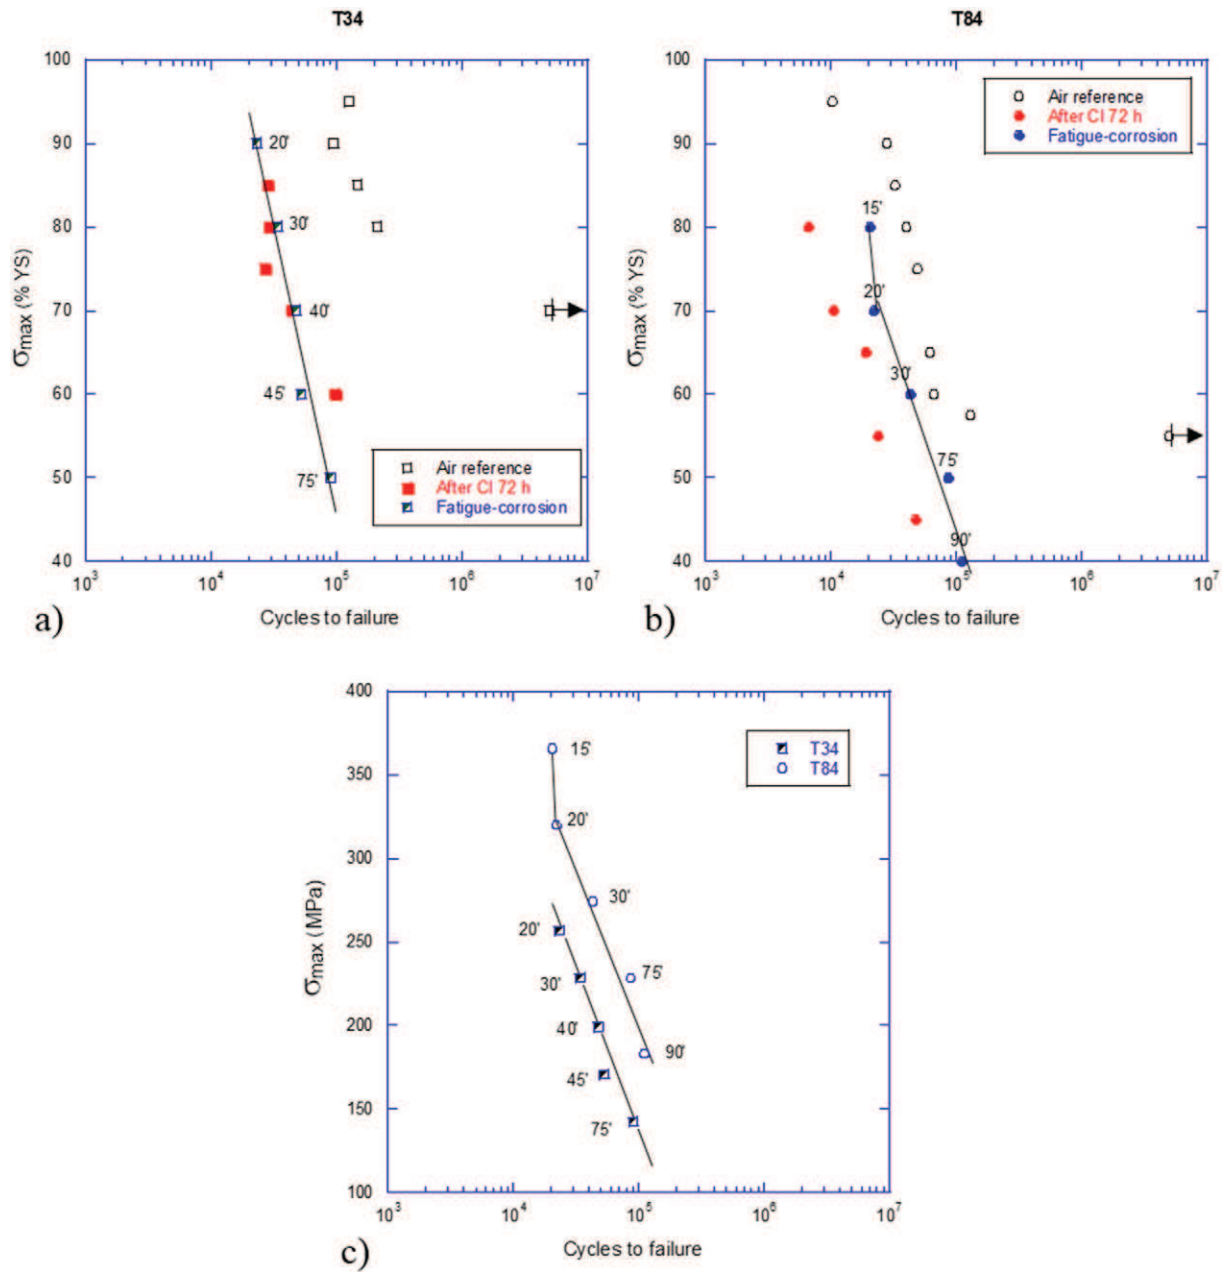 T34
100
90
80
70
60
50
40
σmax (% YS)
20'
30'
40'
45'
75'
Air reference
After CI 72 h
Fatigue-corrosion
10³ 10⁴ 10⁵ 10⁶ 10⁷
Cycles to failure
a)
T84
100
90
80
70
60
50
40
σmax (% YS)
Air reference
After CI 72 h
Fatigue-corrosion
15'
20'
30'
75'
90'
10³ 10⁴ 10⁵ 10⁶ 10⁷
Cycles to failure
b)
400
350
300
250
200
150
100
σmax (MPa)
T34
T84
15'
20'
30'
75'
90'
20'
30'
40'
45'
75'
10³ 10⁴ 10⁵ 10⁶ 10⁷
Cycles to failure
c)